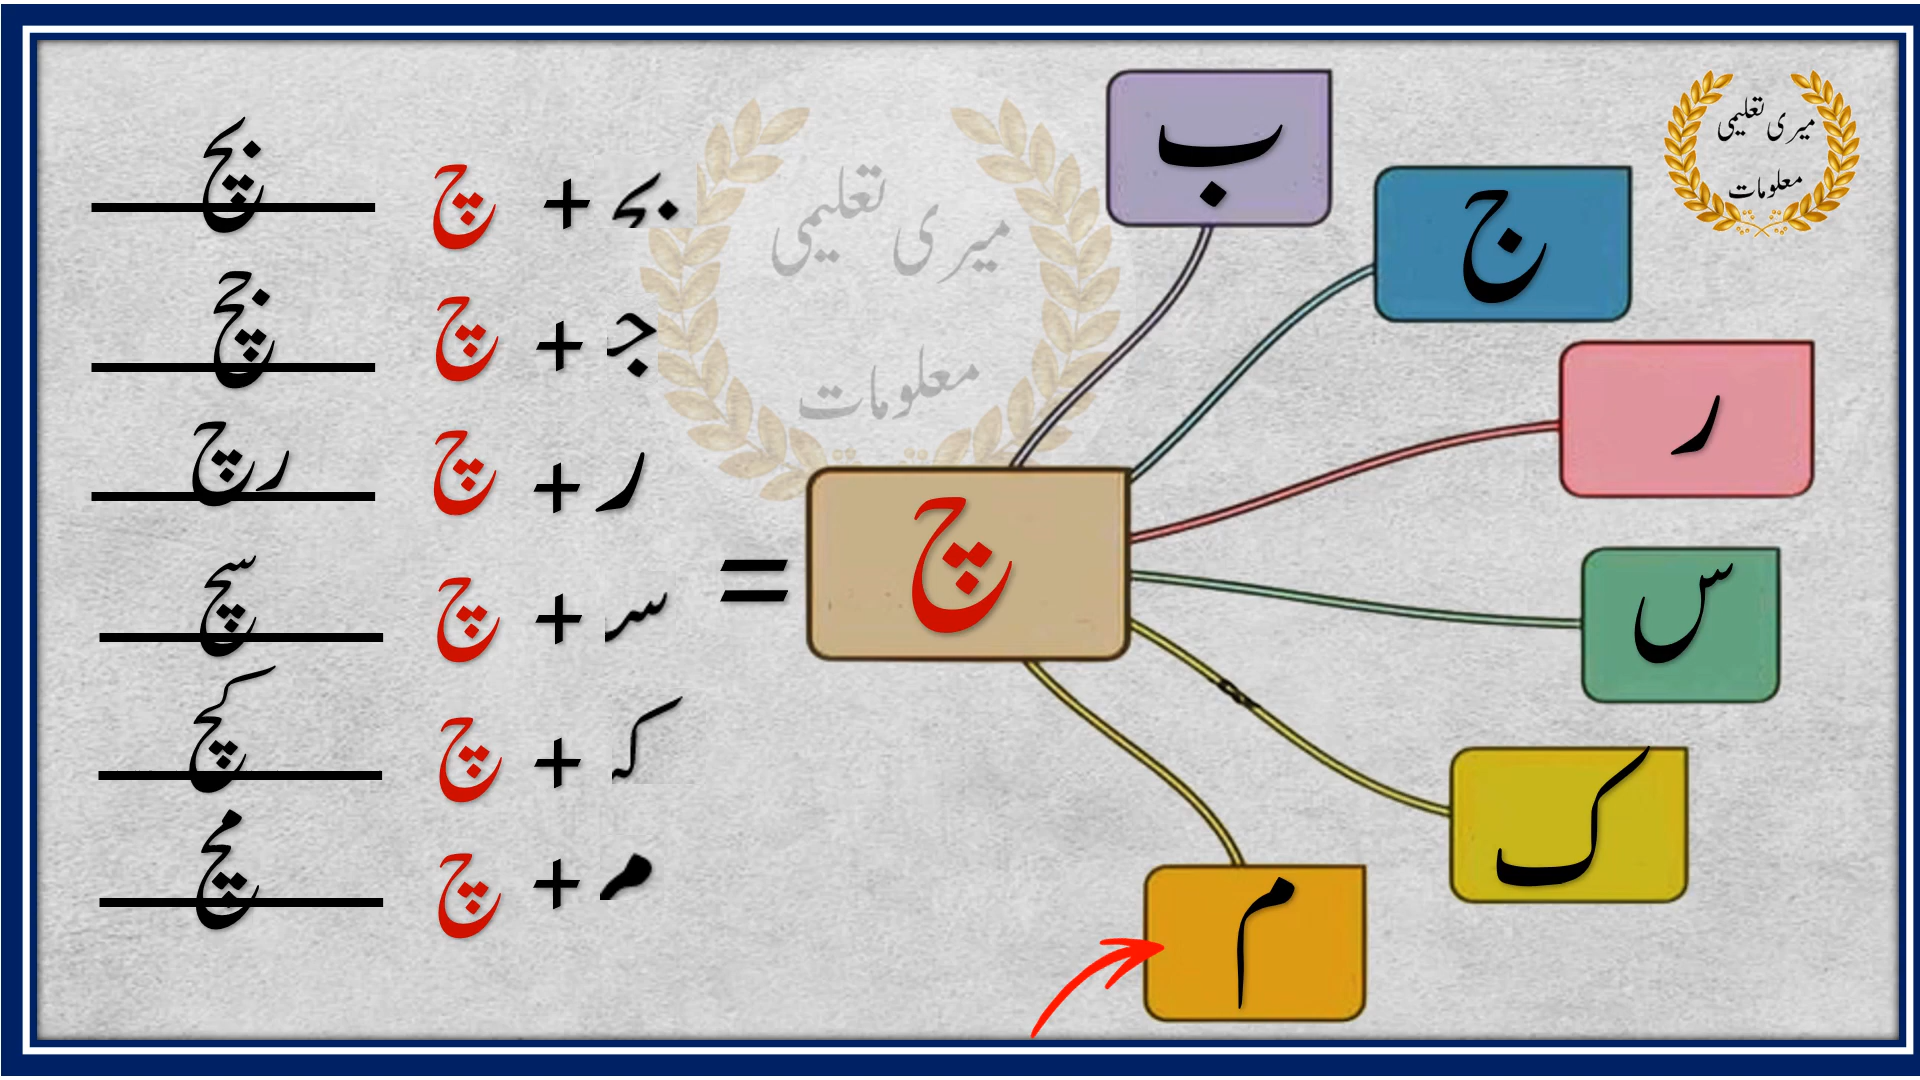 میری تعلیمی
معلومات
میری تعلیمی
معلومات
ب
ج
ر
س
ک
م
چ
=
بـ + چ بچ
جـ + چ جچ
ر + چ رچ
سـ + چ سچ
کـ + چ کچ
مـ + چ مچ